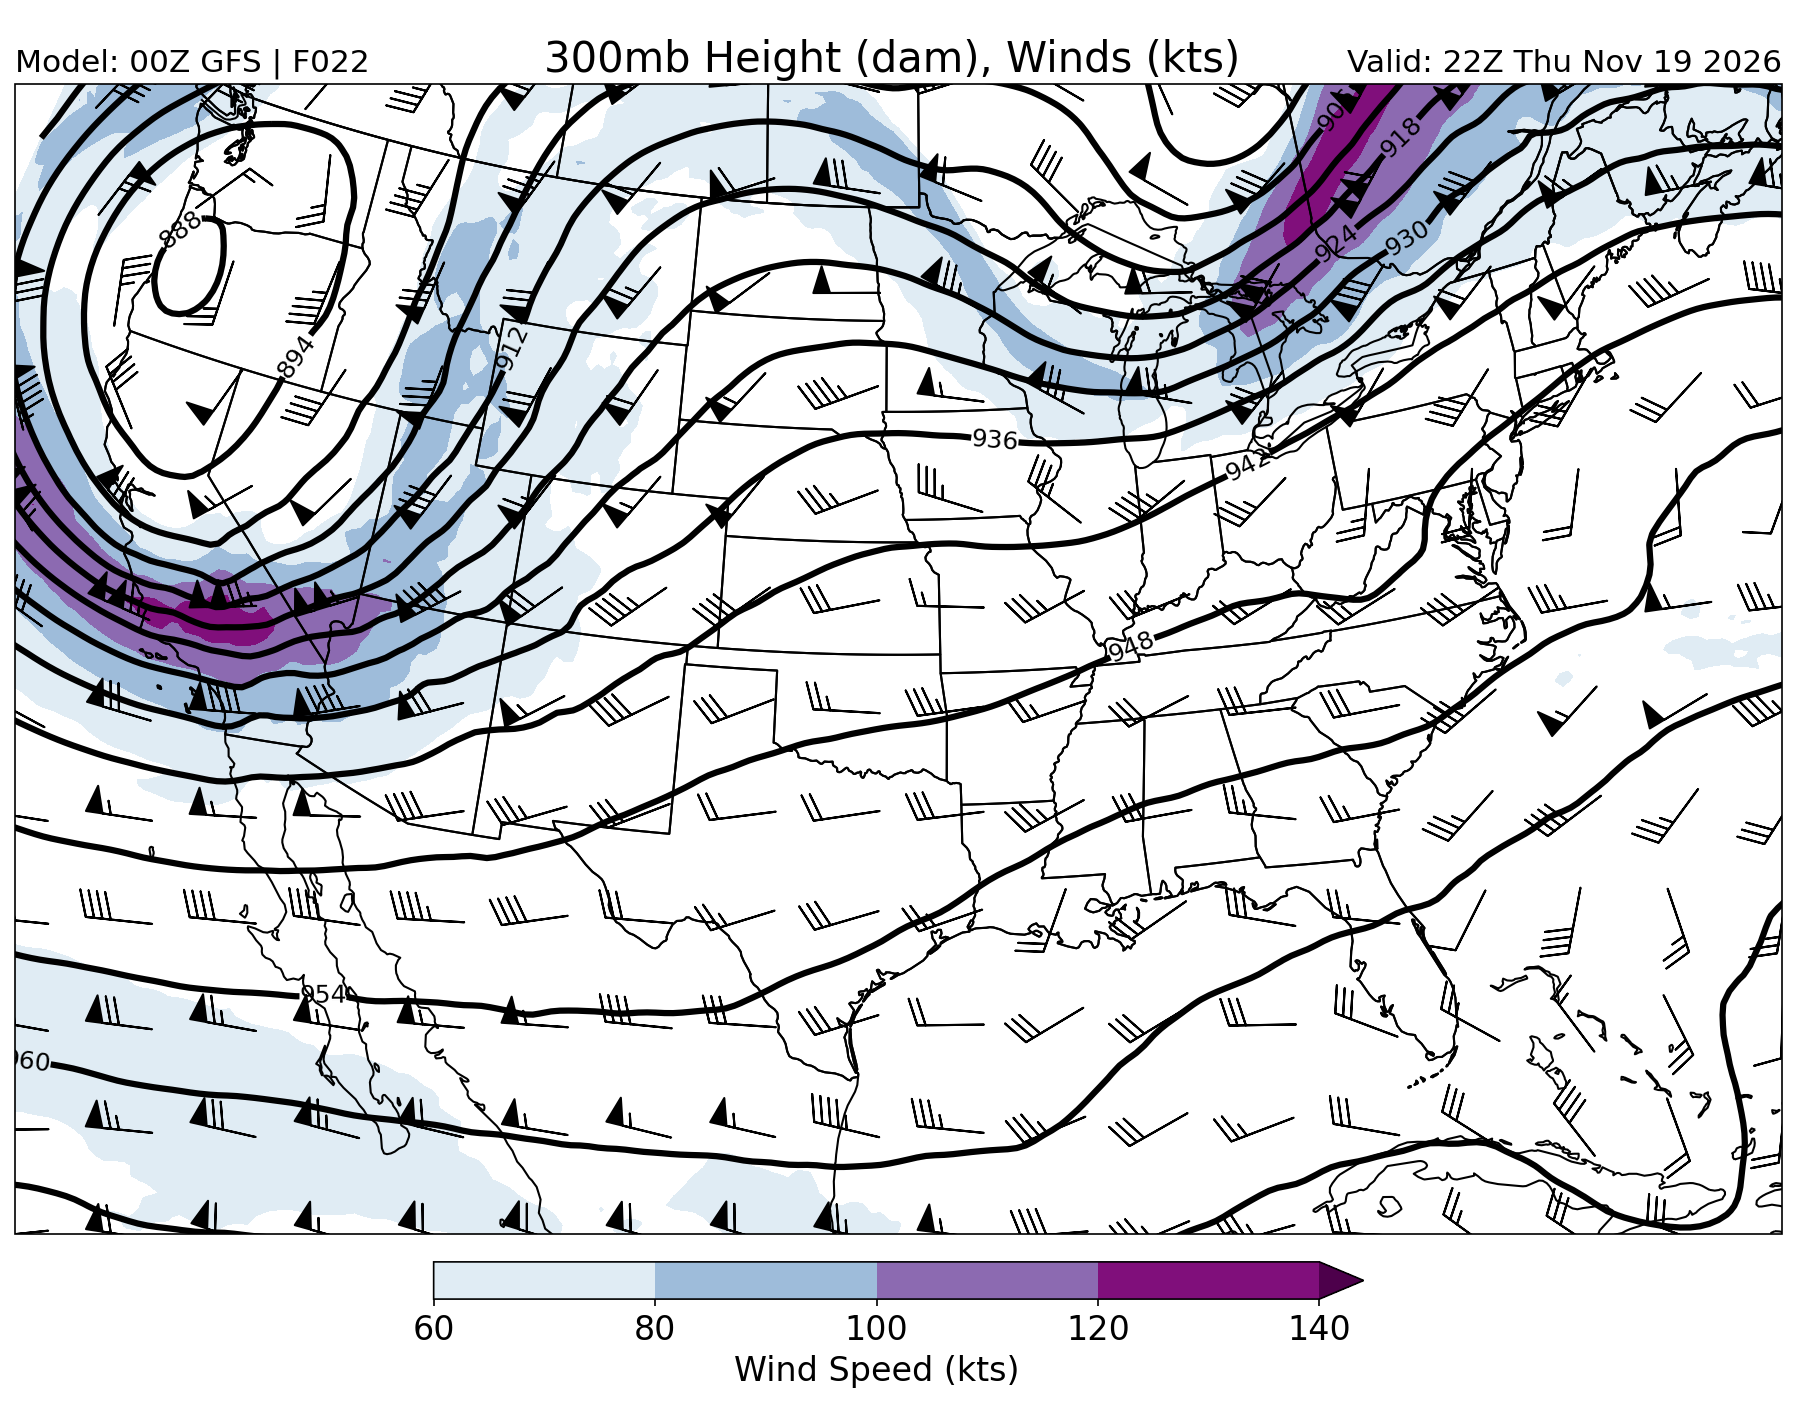 Model: 00Z GFS | F022
300mb Height (dam), Winds (kts)
Valid: 22Z Thu Nov 19 2026
918
888
924
930
894
912
936
942
948
954
60
60 80 100 120 140
Wind Speed (kts)